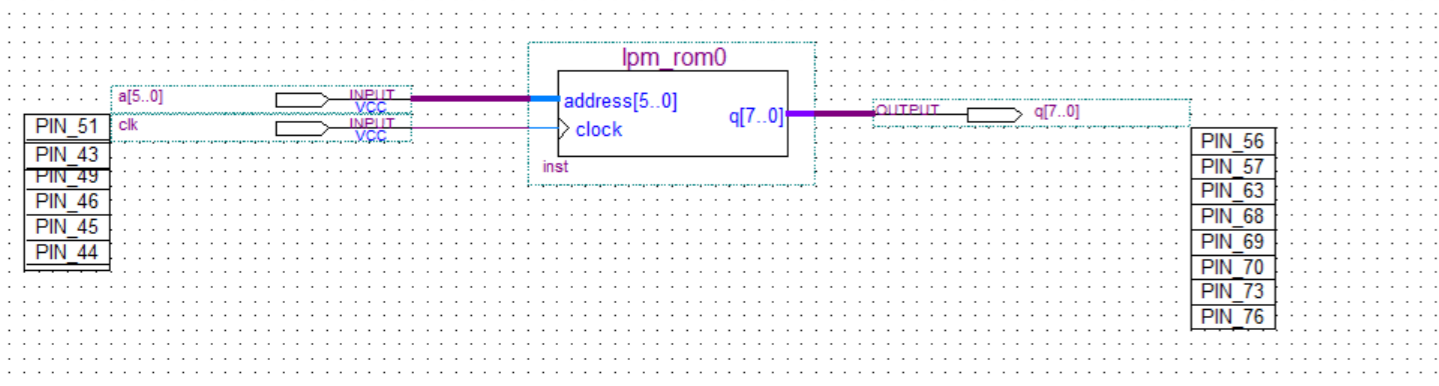 lpm_rom0
a[5..0] INPUT VCC
address[5..0]
clk INPUT VCC
clock
q[7..0]
OUTPUT q[7..0]
inst
PIN_51
PIN_43
PIN_49
PIN_46
PIN_45
PIN_44
PIN_56
PIN_57
PIN_63
PIN_68
PIN_69
PIN_70
PIN_73
PIN_76